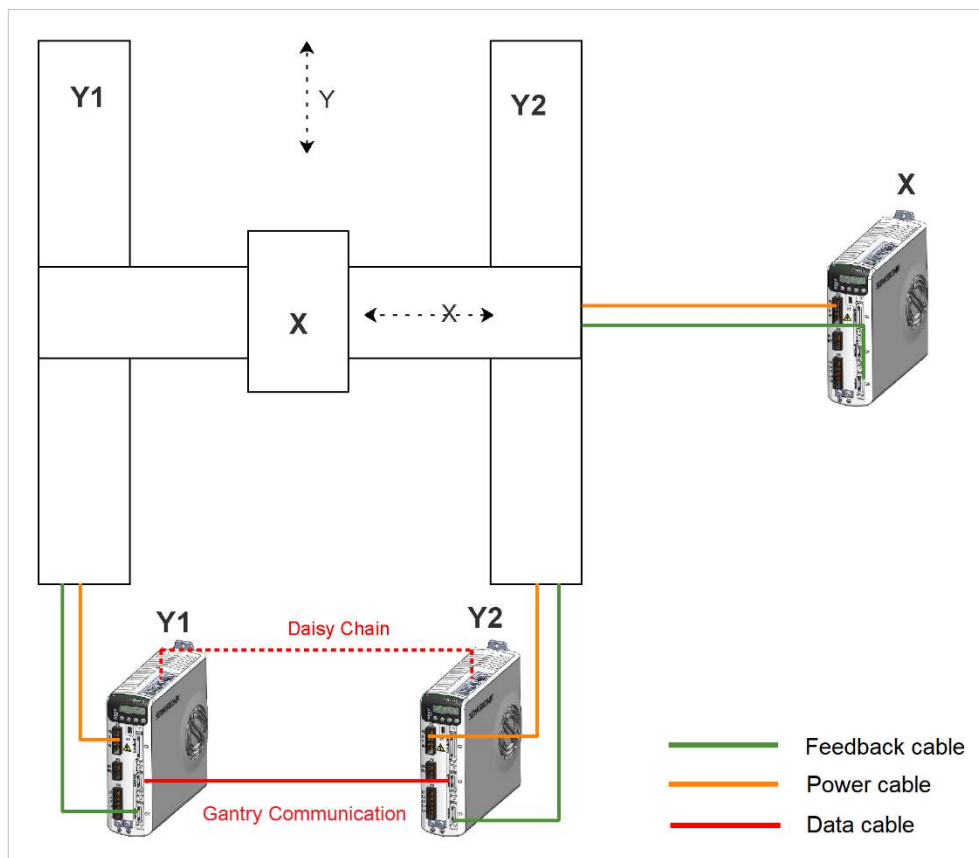 Y1
Y
Y2
X
X
X
Y1
Daisy Chain
Y2
Gantry Communication
Feedback cable
Power cable
Data cable